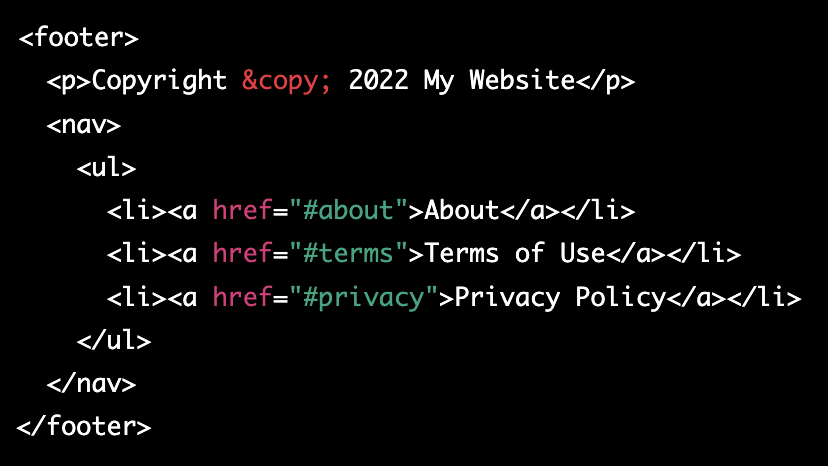 <footer>
  <p>Copyright &copy; 2022 My Website</p>
  <nav>
    <ul>
      <li><a href="#about">About</a></li>
      <li><a href="#terms">Terms of Use</a></li>
      <li><a href="#privacy">Privacy Policy</a></li>
    </ul>
  </nav>
</footer>